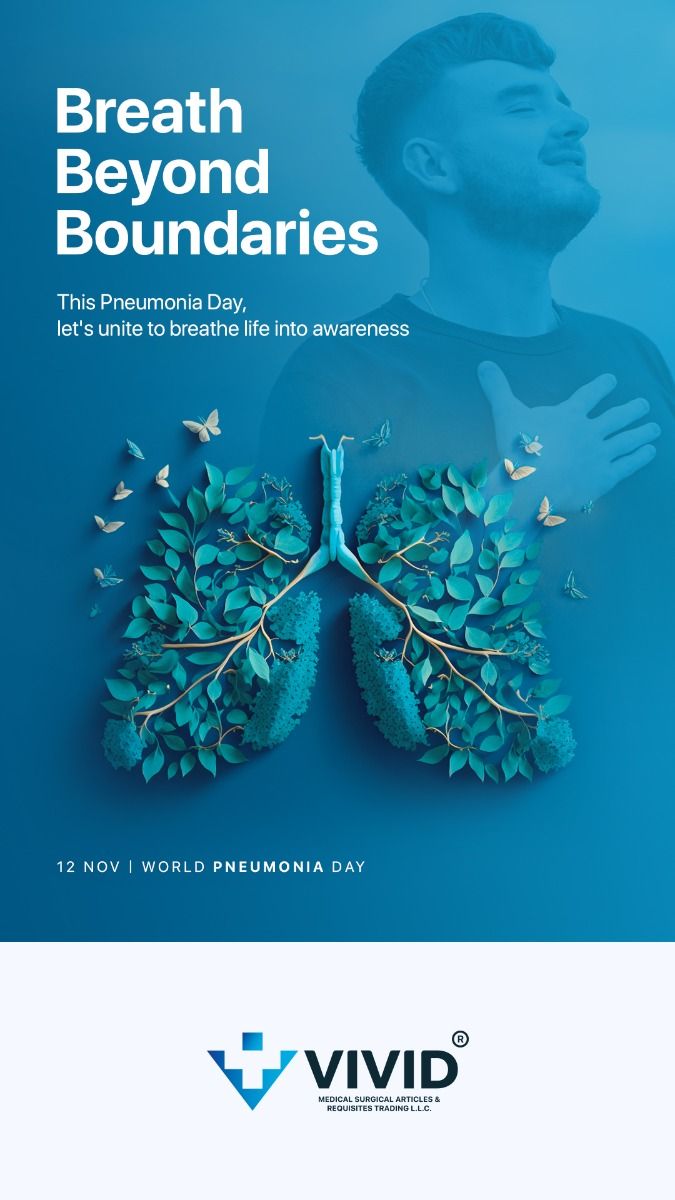 Breath
Beyond
Boundaries
This Pneumonia Day,
let's unite to breathe life into awareness
12 NOV | WORLD PNEUMONIA DAY
VIVID®
MEDICAL SURGICAL ARTICLES &
REQUISITES TRADING L.L.C.